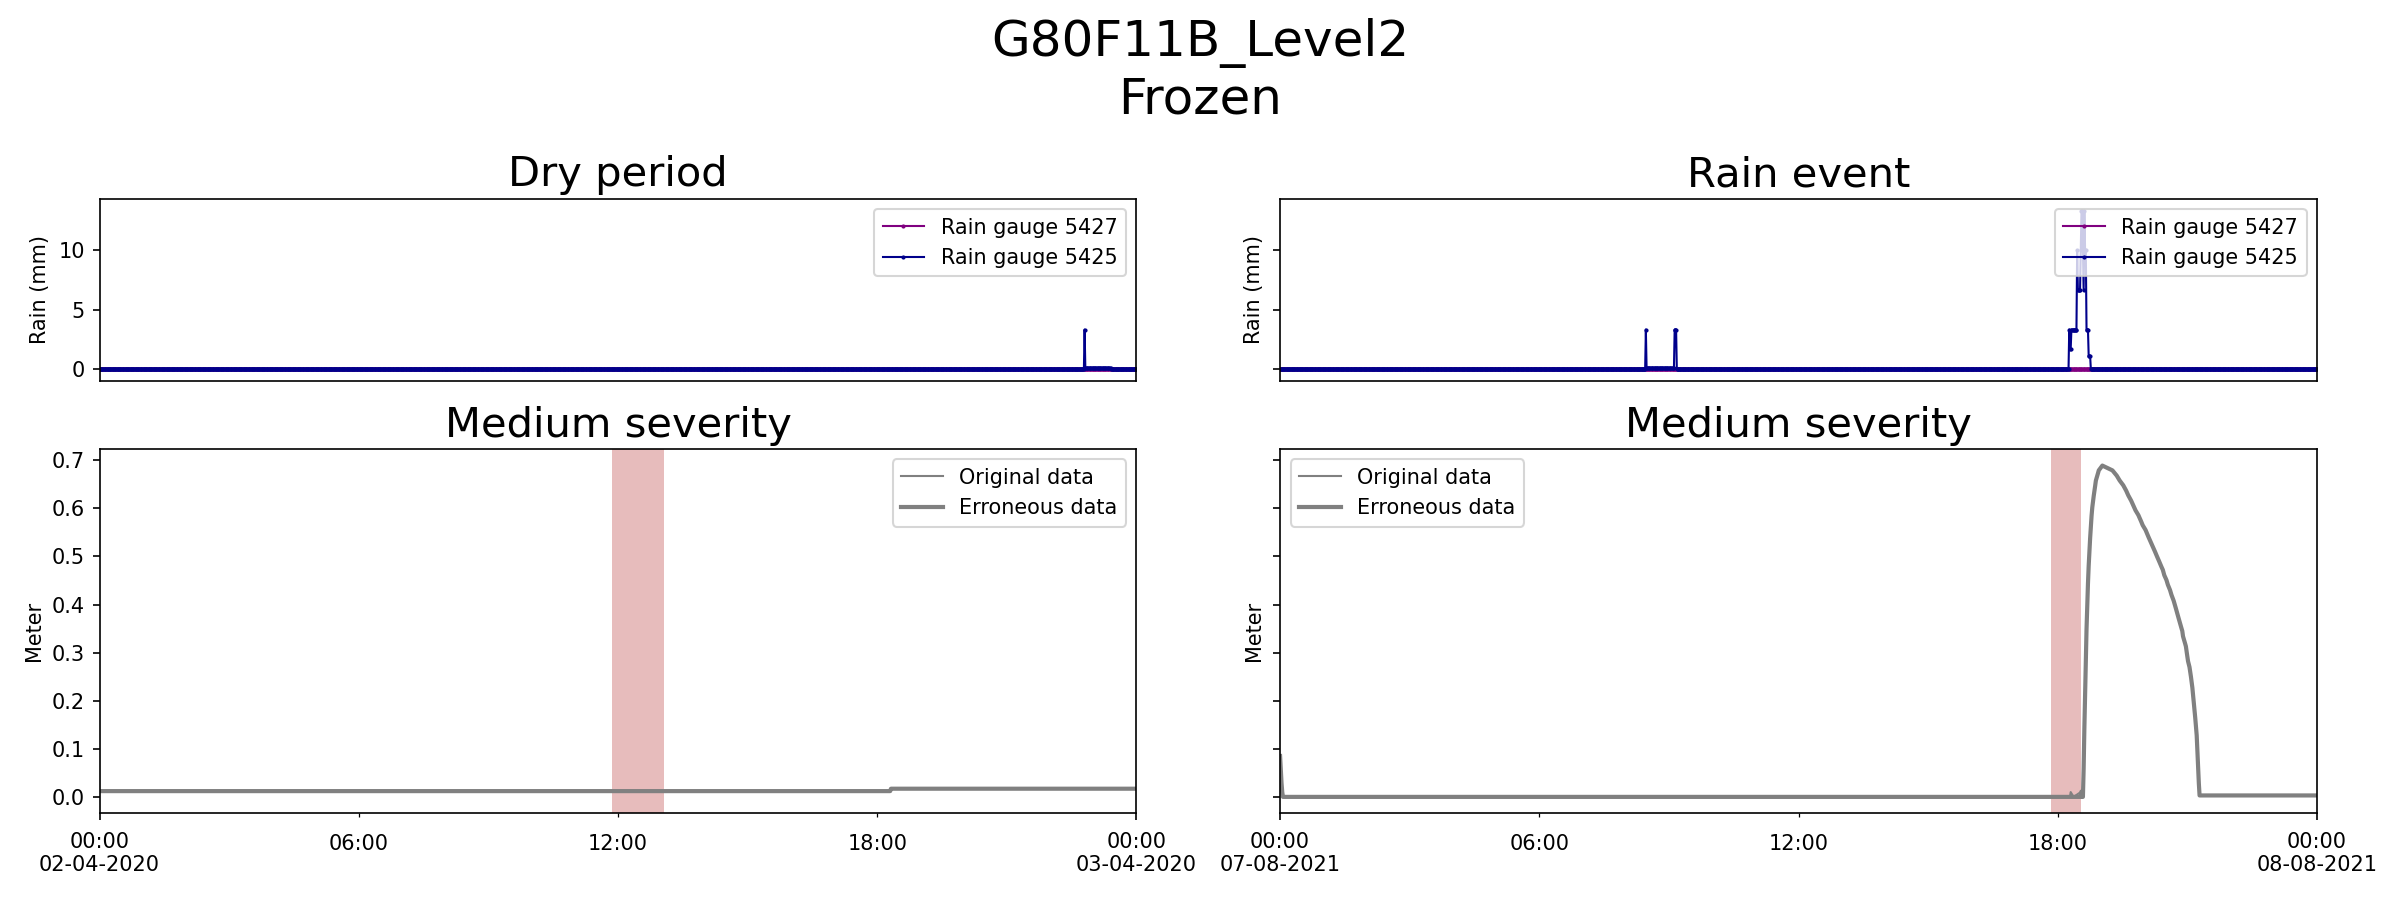 G80F11B_Level2
Frozen
Dry period
Rain (mm)
10
5
0
Rain gauge 5427
Rain gauge 5425
Rain event
Rain (mm)
Rain gauge 5427
Rain gauge 5425
Medium severity
Meter
0.7
0.6
0.5
0.4
0.3
0.2
0.1
0.0
Original data
Erroneous data
00:00
02-04-2020
06:00
12:00
18:00
00:00
03-04-2020
Medium severity
Meter
Original data
Erroneous data
00:00
07-08-2021
06:00
12:00
18:00
00:00
08-08-2021